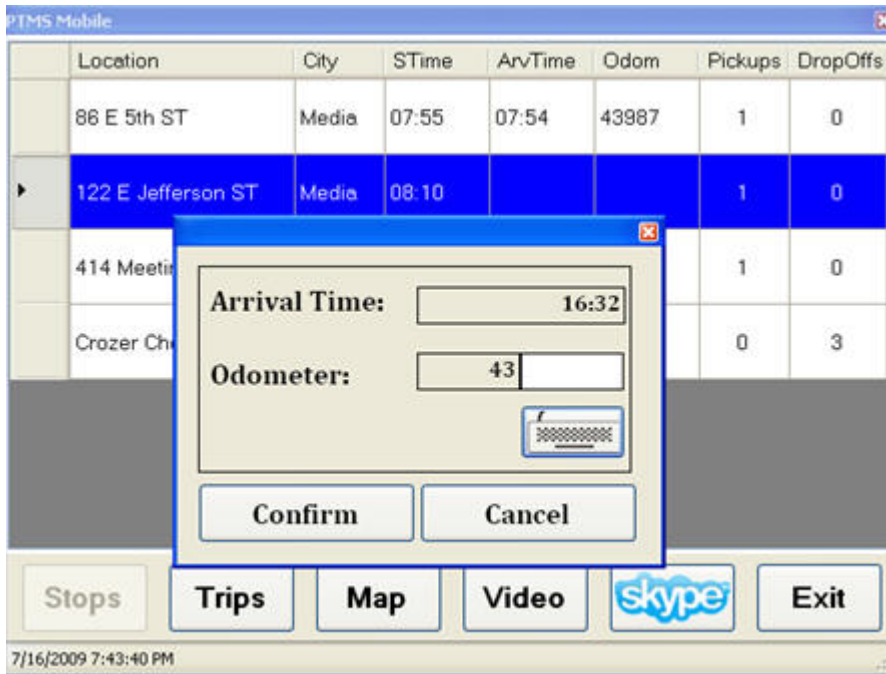 PTMS Mobile
Location City STime ArvTime Odom Pickups DropOffs
86 E 5th ST Media 07:55 07:54 43987 1 0
122 E Jefferson ST Media 08:10 1 0
414 1 0
Crozer 0 3
Arrival Time: 16:32
Odometer: 43
Confirm Cancel
Stops Trips Map Video skype Exit
7/16/2009 7:43:40 PM